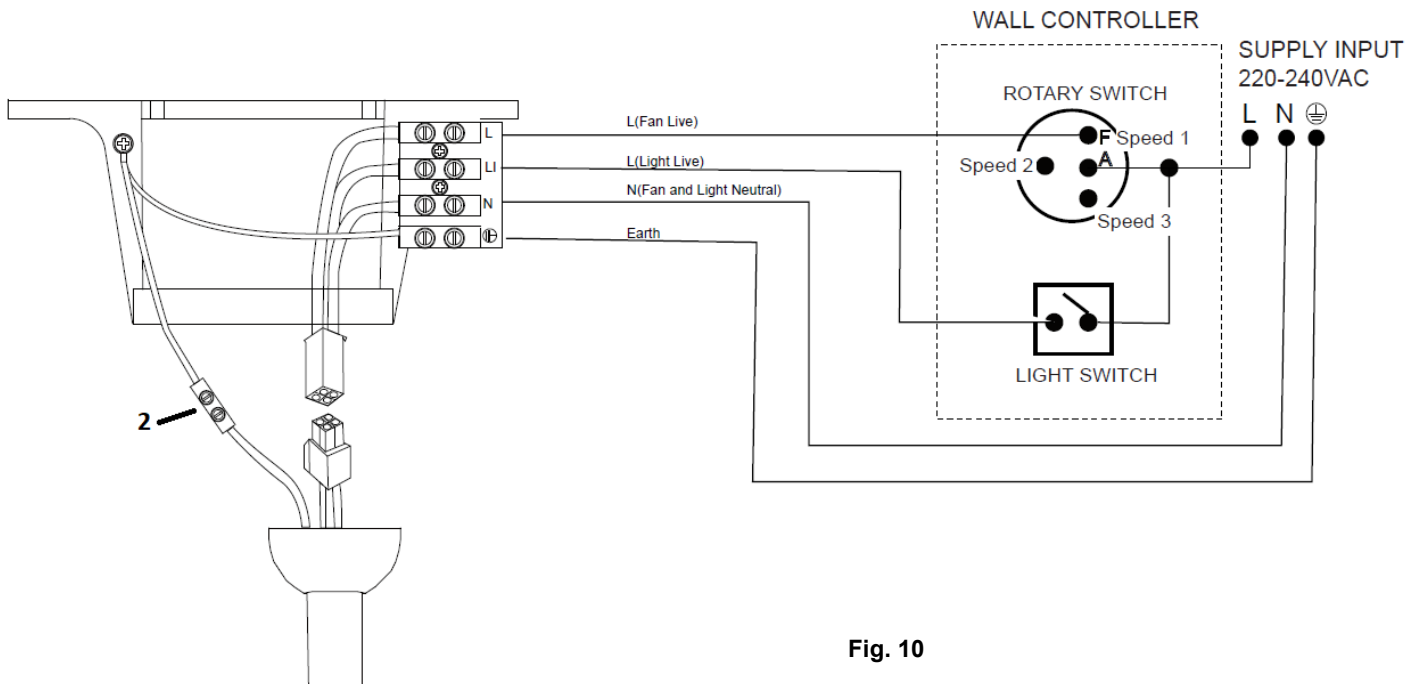 WALL CONTROLLER
SUPPLY INPUT
220-240VAC
L N
ROTARY SWITCH
F Speed 1
Speed 2
A
Speed 3
LIGHT SWITCH
L(Fan Live)
L(Light Live)
N(Fan and Light Neutral)
Earth
L
LI
N
2
Fig. 10